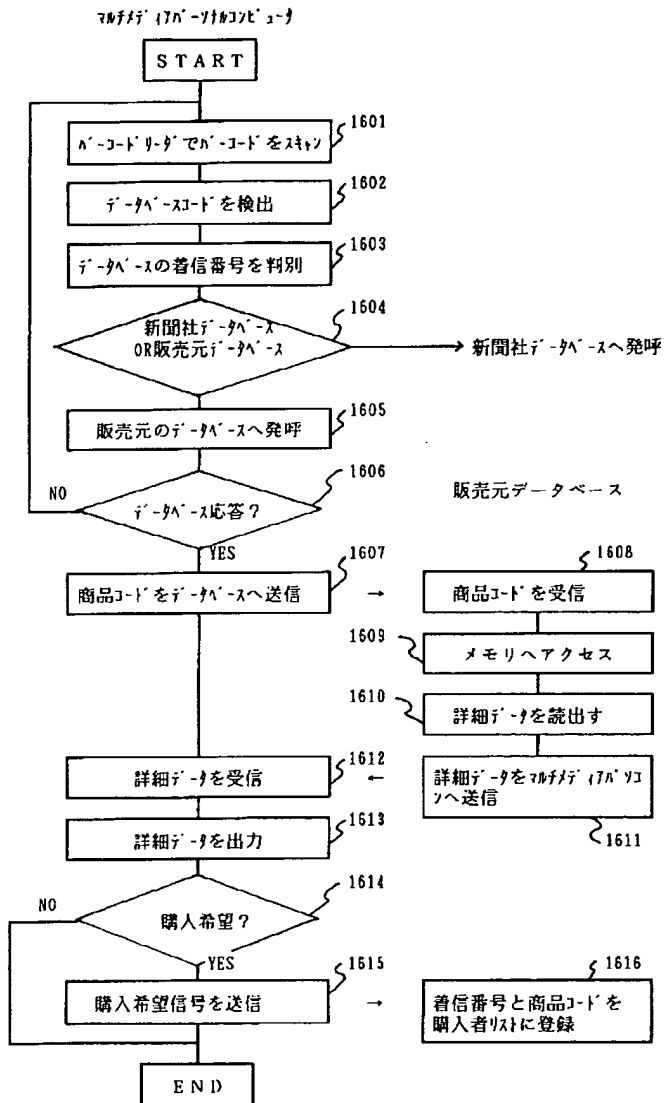 マルチメディアパーソナルコンピュータ
START
1601
バーコードリーダでバーコードをスキャン
1602
データベースコードを検出
1603
データベースの着信番号を判別
1604
新聞社データベース
OR販売元データベース
新聞社データベースへ発呼
1605
販売元のデータベースへ発呼
1606
データベース応答?
NO
YES
販売元データベース
1607
商品コードをデータベースへ送信
→
1608
商品コードを受信
1609
メモリへアクセス
1610
詳細データを読出す
1612
詳細データを受信
←
詳細データをマルチメディアパソコ
ンへ送信
1611
1613
詳細データを出力
1614
購入希望?
NO
YES
1615
購入希望信号を送信
→
1616
着信番号と商品コードを
購入者リストに登録
END